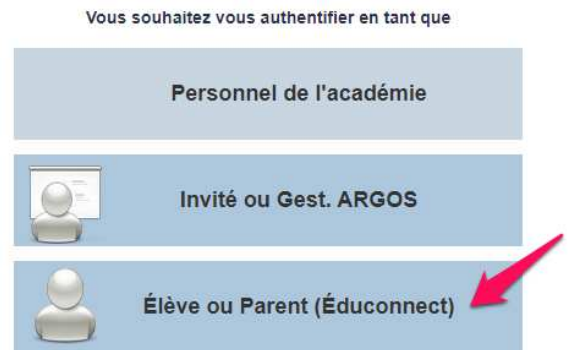 Vous souhaitez vous authentifier en tant que
Personnel de l'académie
Invité ou Gest. ARGOS
Élève ou Parent (Éduconnect)